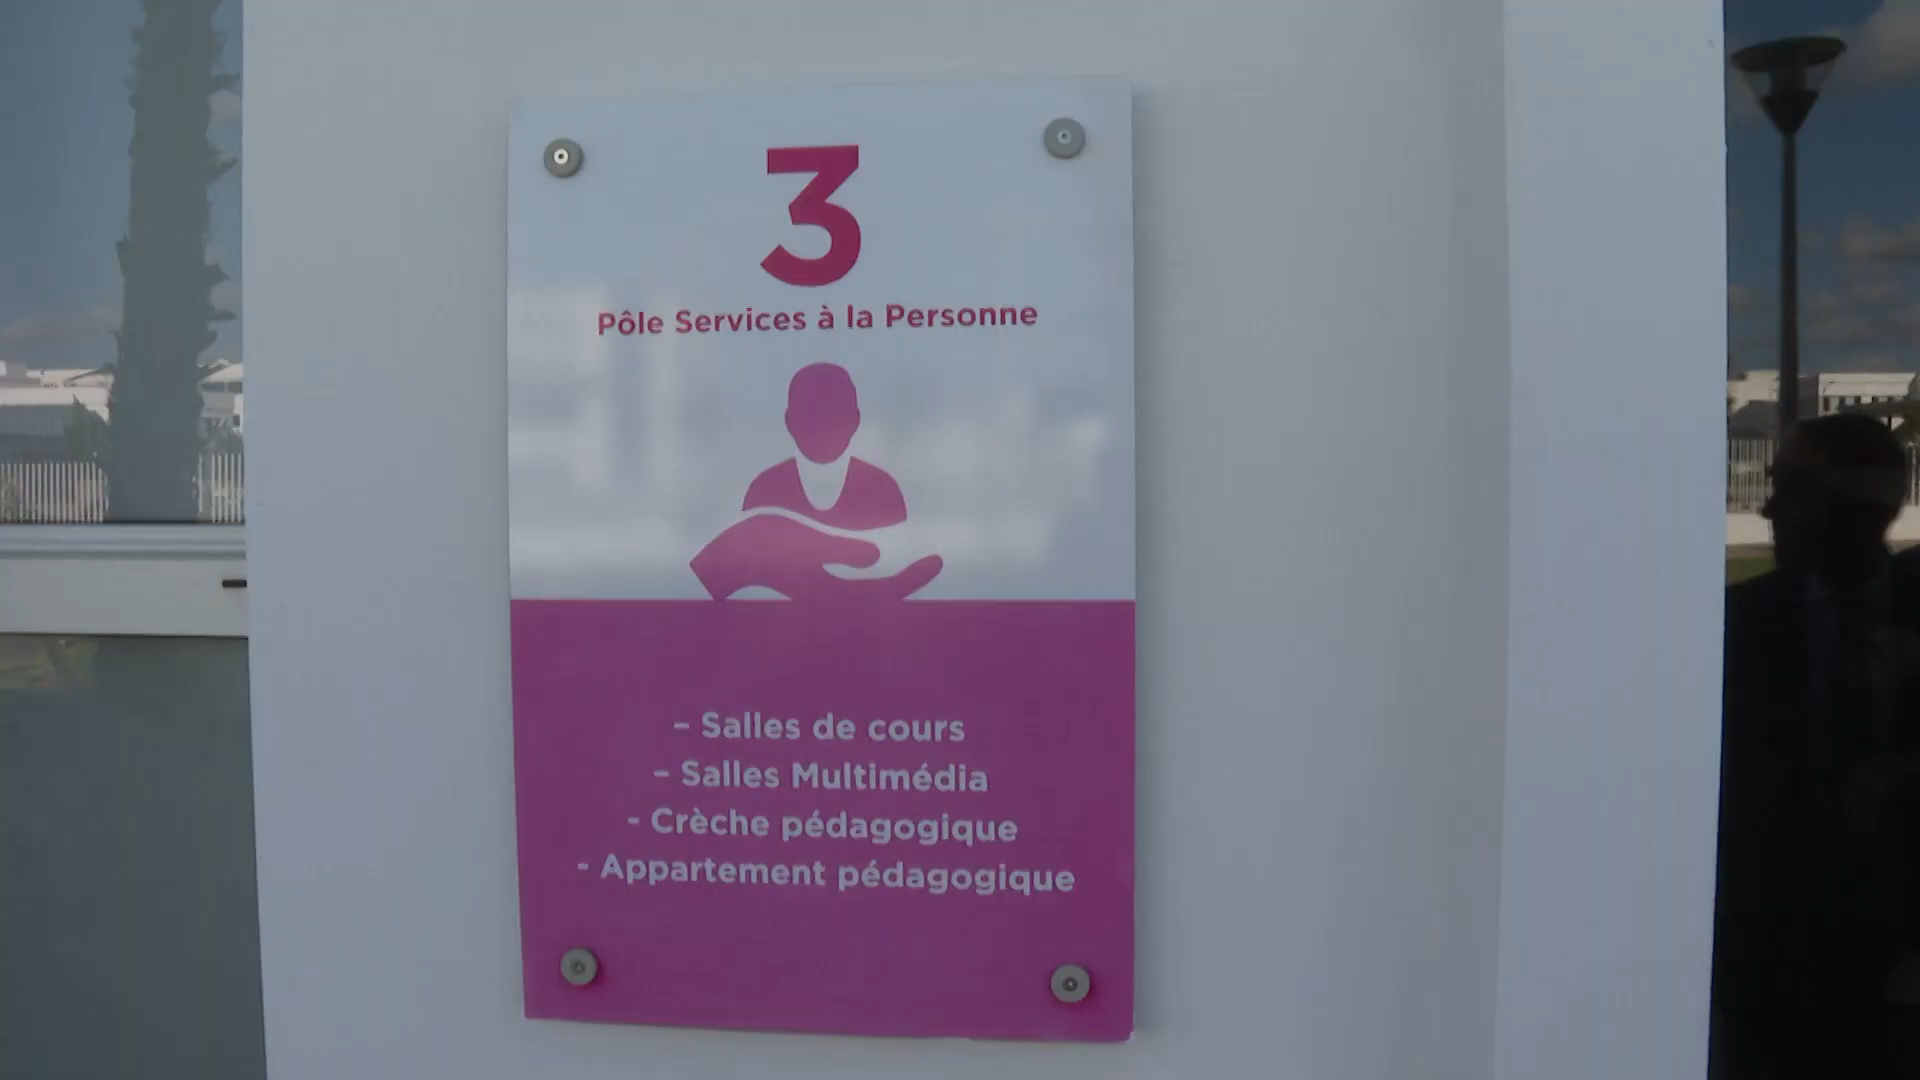 3
Pôle Services à la Personne
– Salles de cours
– Salles Multimédia
- Crèche pédagogique
- Appartement pédagogique